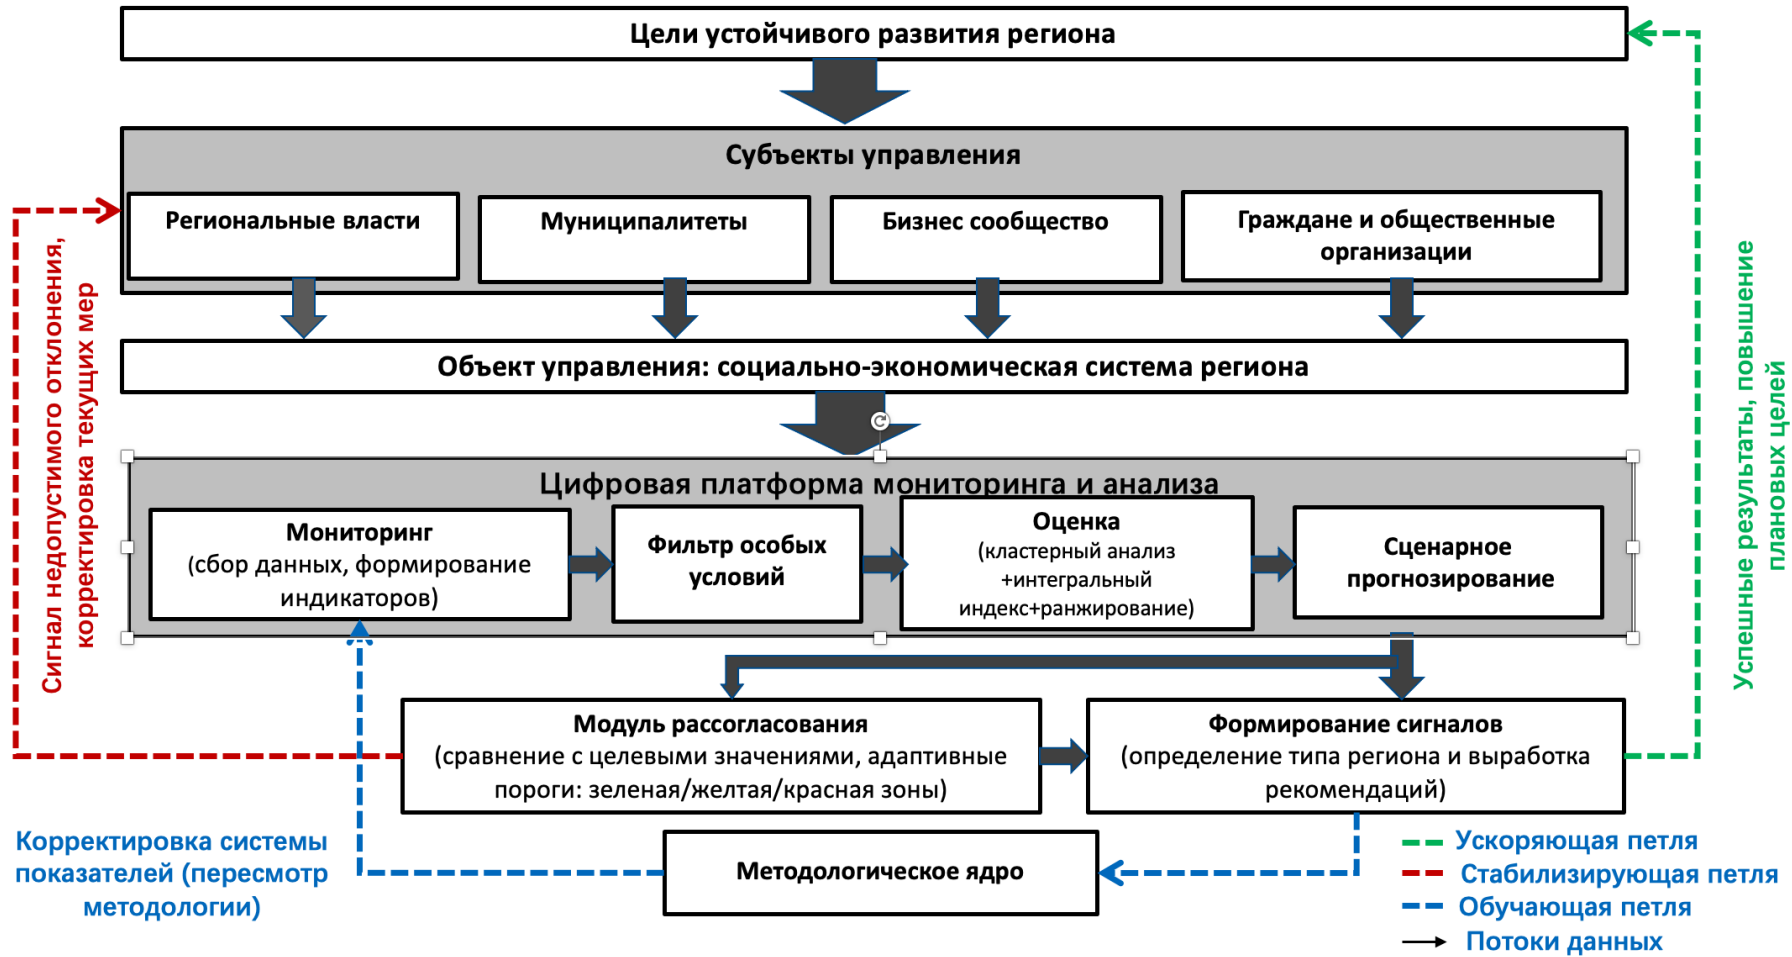 Цели устойчивого развития региона
Субъекты управления
Региональные власти
Муниципалитеты
Бизнес сообщество
Граждане и общественные
организации
Объект управления: социально-экономическая система региона
Цифровая платформа мониторинга и анализа
Мониторинг
(сбор данных, формирование
индикаторов)
Фильтр особых
условий
Оценка
(кластерный анализ
+интегральный
индекс+ранжирование)
Сценарное
прогнозирование
Модуль рассогласования
(сравнение с целевыми значениями, адаптивные
пороги: зеленая/желтая/красная зоны)
Формирование сигналов
(определение типа региона и выработка
рекомендаций)
Методологическое ядро
Сигнал недопустимого отклонения,
корректировка текущих мер
Успешные результаты, повышение
плановых целей
Корректировка системы
показателей (пересмотр
методологии)
Ускоряющая петля
Стабилизирующая петля
Обучающая петля
Потоки данных